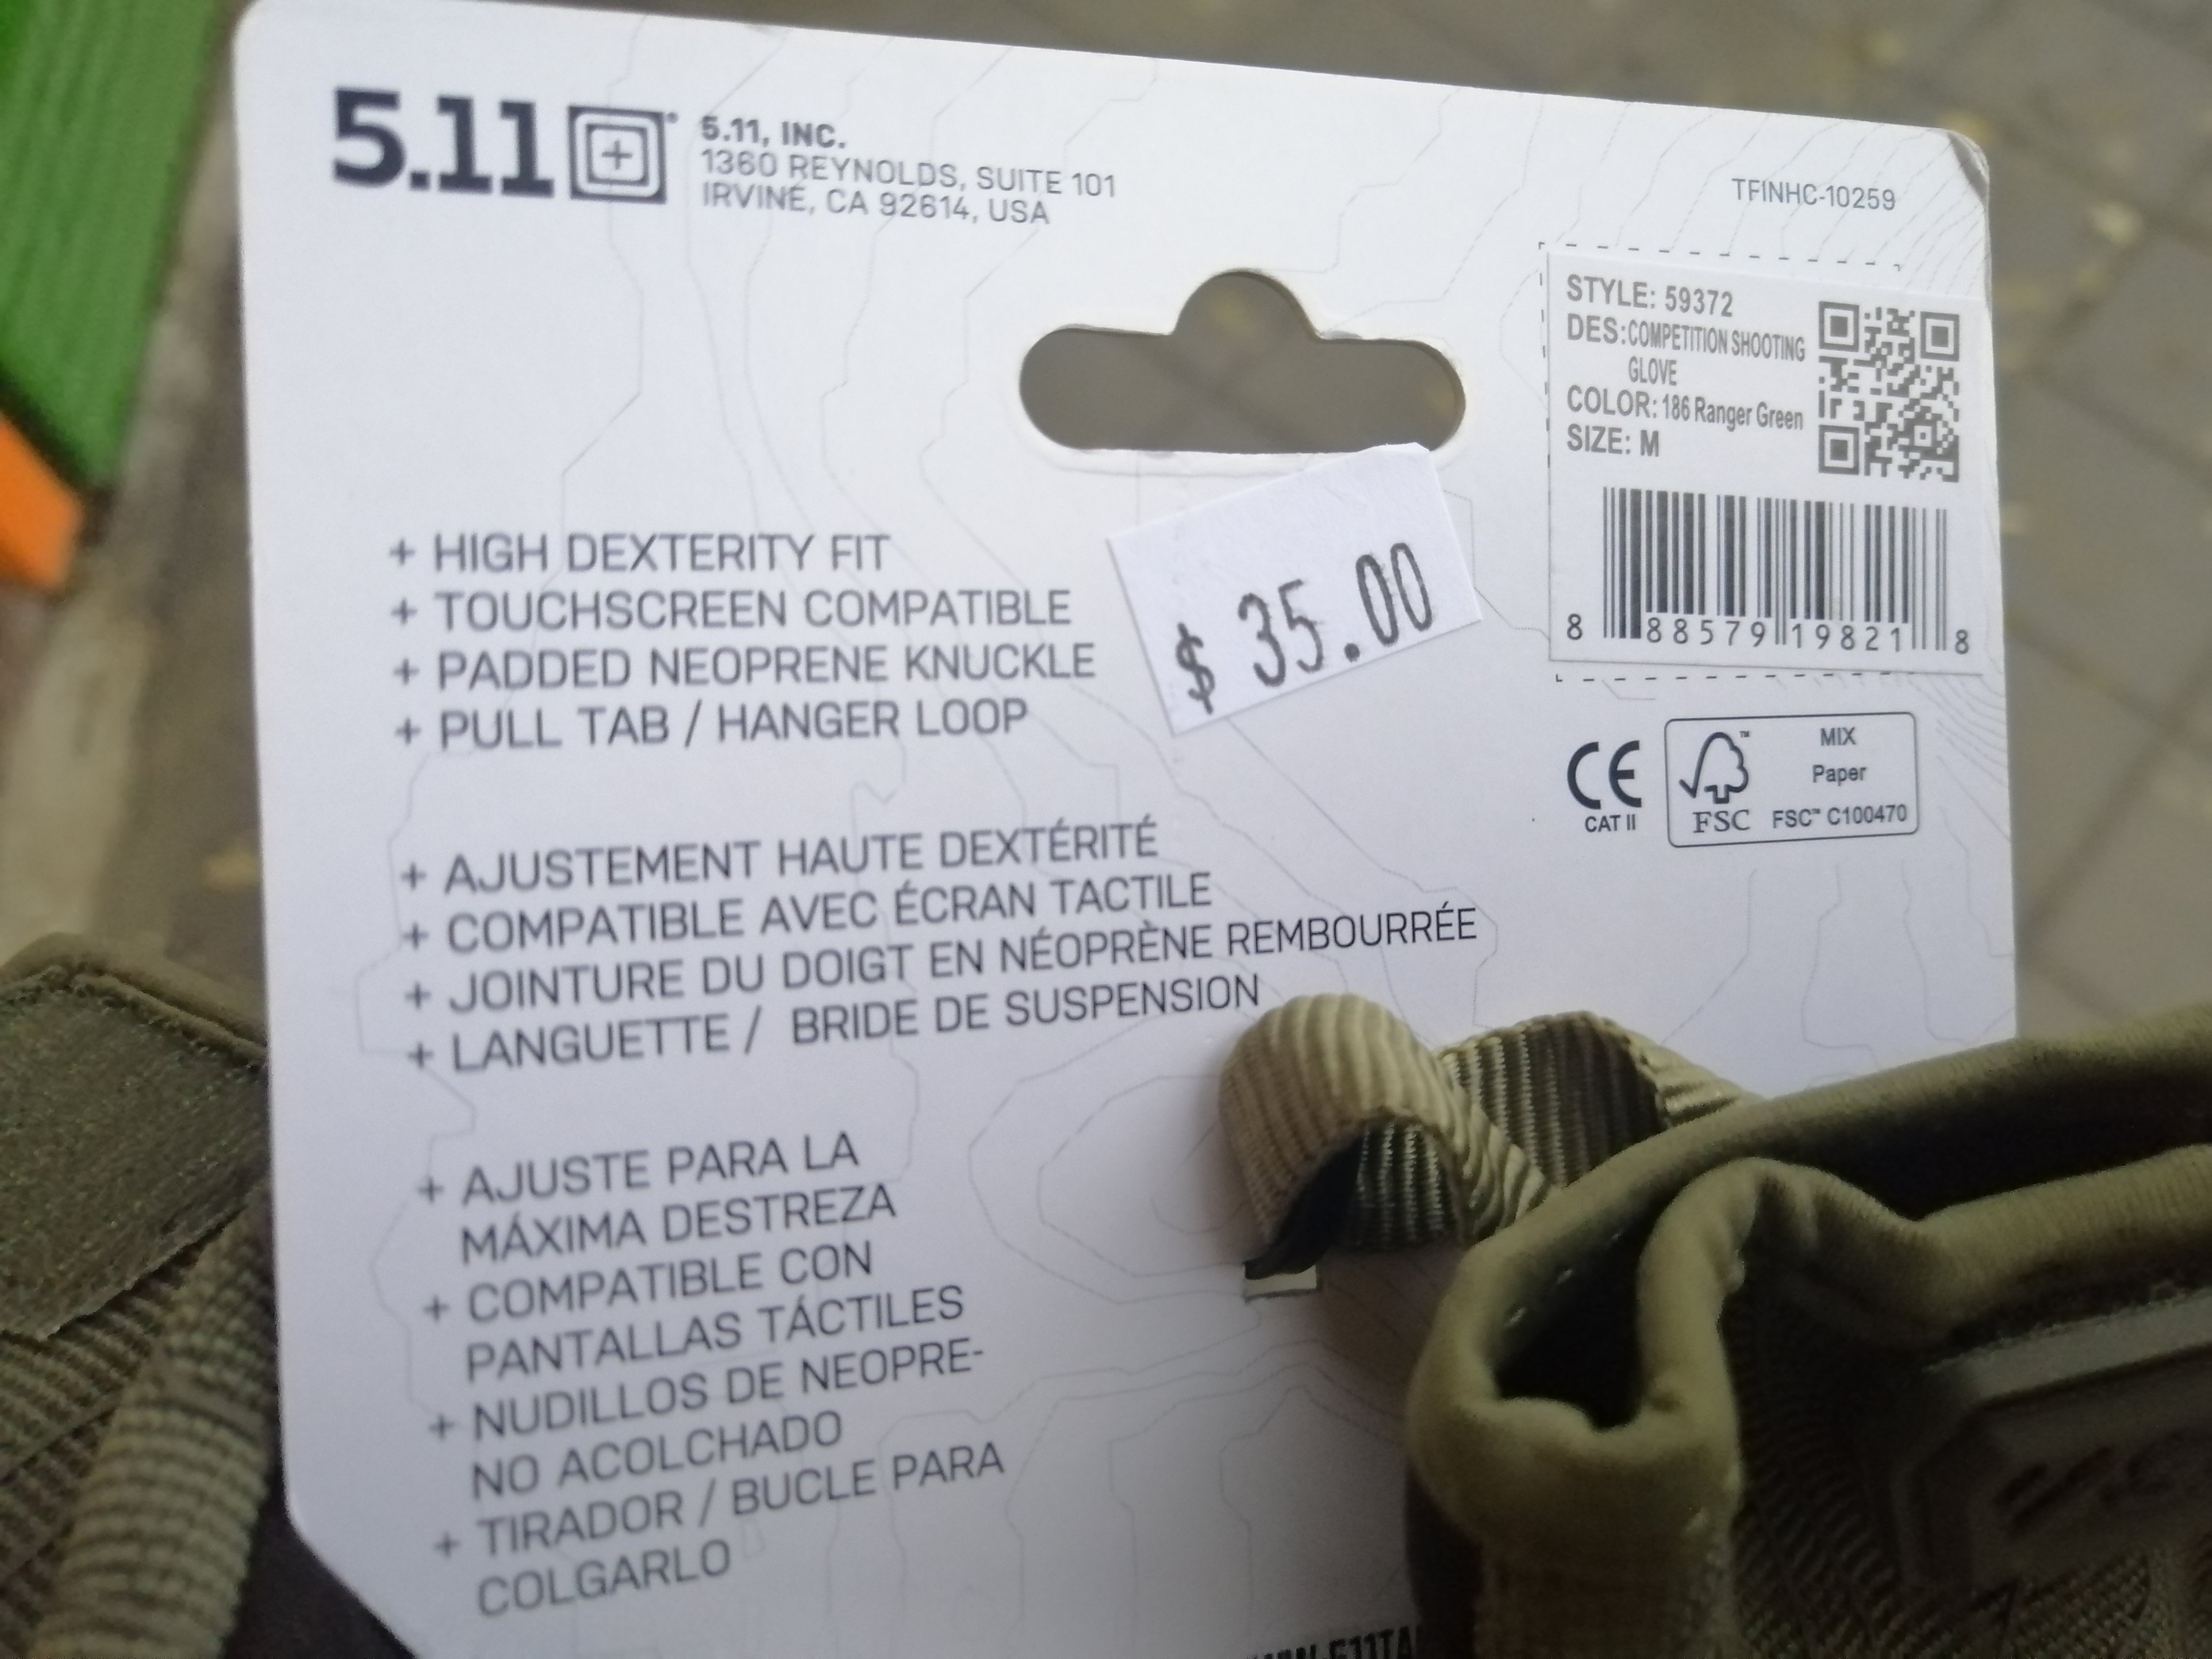 5.11
5.11, INC.
1360 REYNOLDS, SUITE 101
IRVINE, CA 92614, USA
TFINHC-10259
STYLE: 59372
DES:COMPETITION SHOOTING
GLOVE
COLOR: 186 Ranger Green
SIZE: M
8 88579 19821 8
+ HIGH DEXTERITY FIT
+ TOUCHSCREEN COMPATIBLE
+ PADDED NEOPRENE KNUCKLE
+ PULL TAB / HANGER LOOP
$ 35.00
CE
CAT II
FSC
MIX
Paper
FSC™ C100470
+ AJUSTEMENT HAUTE DEXTÉRITÉ
+ COMPATIBLE AVEC ÉCRAN TACTILE
+ JOINTURE DU DOIGT EN NÉOPRÈNE REMBOURRÉE
+ LANGUETTE / BRIDE DE SUSPENSION
+ AJUSTE PARA LA
MÁXIMA DESTREZA
+ COMPATIBLE CON
PANTALLAS TÁCTILES
+ NUDILLOS DE NEOPRE-
NO ACOLCHADO
+ TIRADOR / BUCLE PARA
COLGARLO